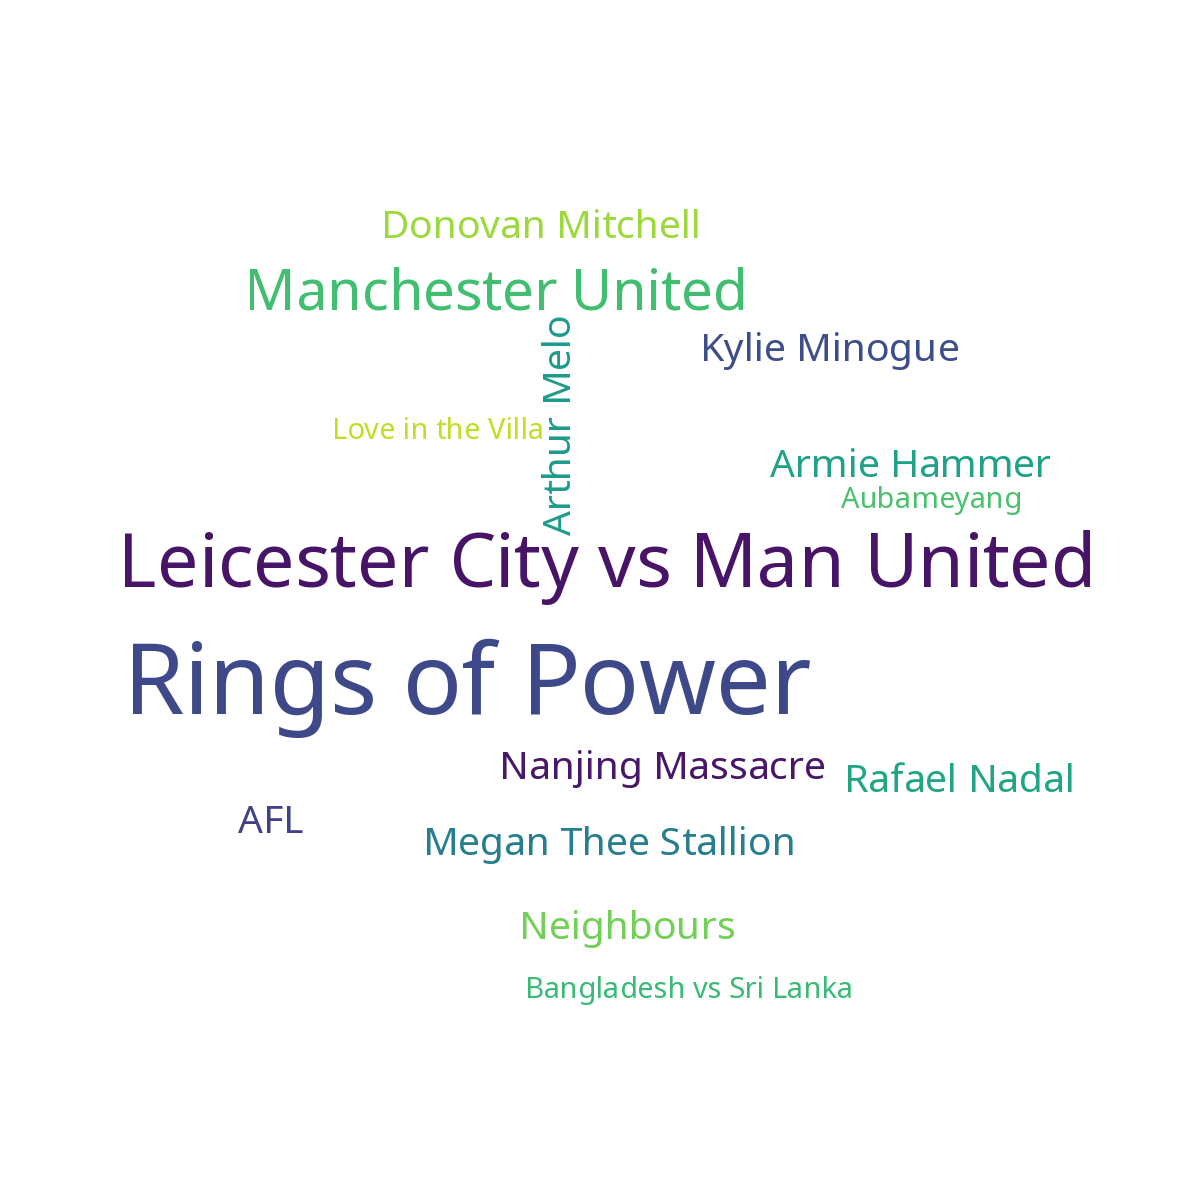 Donovan Mitchell
Manchester United
Arthur Melo
Kylie Minogue
Love in the Villa
Armie Hammer
Aubameyang
Leicester City vs Man United
Rings of Power
Nanjing Massacre
Rafael Nadal
AFL
Megan Thee Stallion
Neighbours
Bangladesh vs Sri Lanka